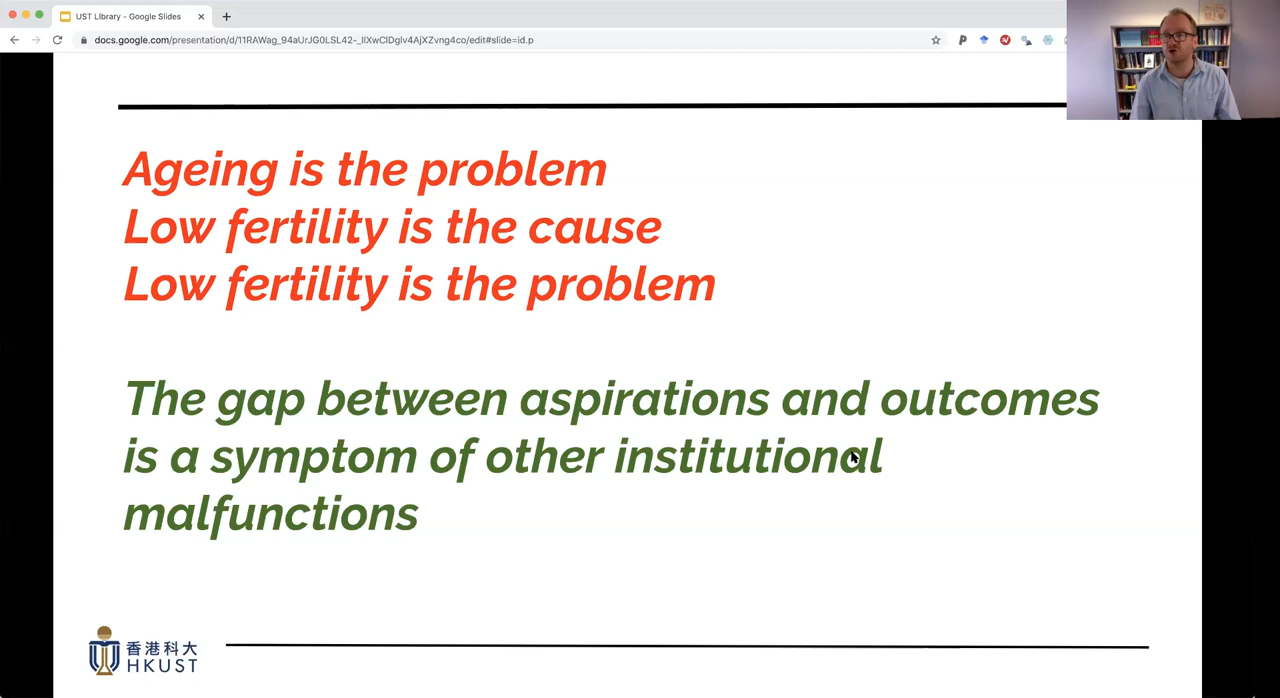 UST LIbrary - Google Slides
docs.google.com/presentation/d/11RAWag_94aUrJG0LSL42-_IIXwClDglv4AjXZvng4co/edit#slide=id.p
Ageing is the problem
Low fertility is the cause
Low fertility is the problem
The gap between aspirations and outcomes
is a symptom of other institutional
malfunctions
香港科大
HKUST